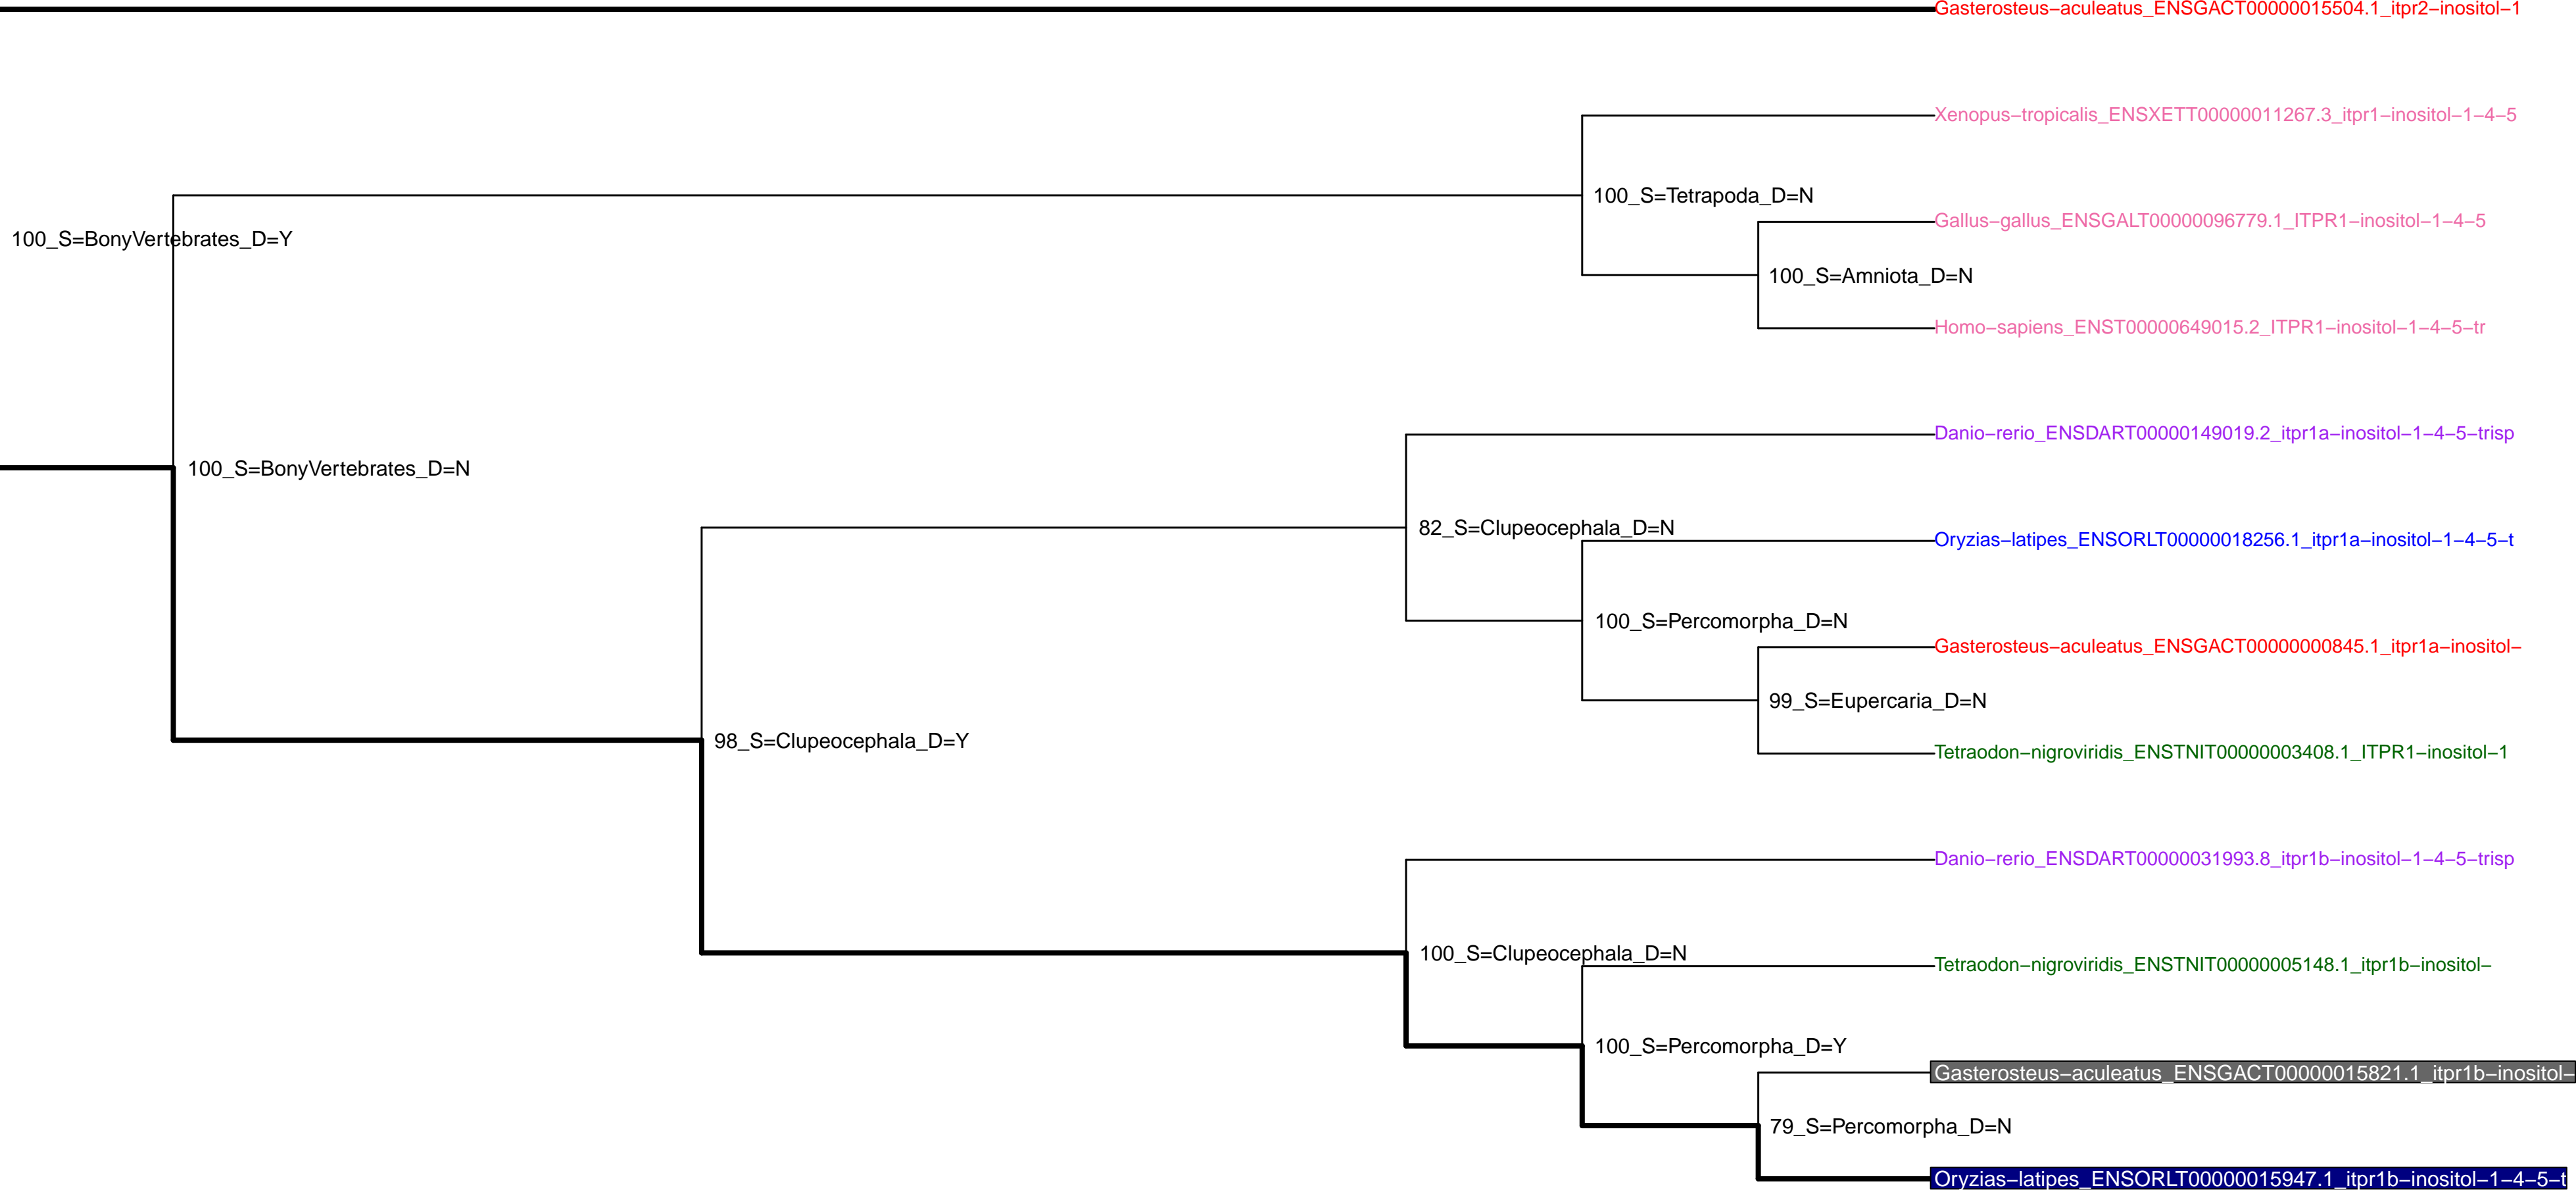 Gasterosteus−aculeatus_ENSGACT00000015504.1_itpr2−inositol−1
Xenopus−tropicalis_ENSXETT00000011267.3_itpr1−inositol−1−4−5
100_S=Tetrapoda_D=N
Gallus−gallus_ENSGALT00000096779.1_ITPR1−inositol−1−4−5
100_S=BonyVertebrates_D=Y
100_S=Amniota_D=N
Homo−sapiens_ENST00000649015.2_ITPR1−inositol−1−4−5−tr
Danio−rerio_ENSDART00000149019.2_itpr1a−inositol−1−4−5−trisp
100_S=BonyVertebrates_D=N
82_S=Clupeocephala_D=N
Oryzias−latipes_ENSORLT00000018256.1_itpr1a−inositol−1−4−5−t
100_S=Percomorpha_D=N
Gasterosteus−aculeatus_ENSGACT00000000845.1_itpr1a−inositol−
99_S=Eupercaria_D=N
98_S=Clupeocephala_D=Y
Tetraodon−nigroviridis_ENSTNIT00000003408.1_ITPR1−inositol−1
Danio−rerio_ENSDART00000031993.8_itpr1b−inositol−1−4−5−trisp
100_S=Clupeocephala_D=N
Tetraodon−nigroviridis_ENSTNIT00000005148.1_itpr1b−inositol−
100_S=Percomorpha_D=Y
Gasterosteus−aculeatus_ENSGACT00000015821.1_itpr1b−inositol−
79_S=Percomorpha_D=N
Oryzias−latipes_ENSORLT00000015947.1_itpr1b−inositol−1−4−5−t